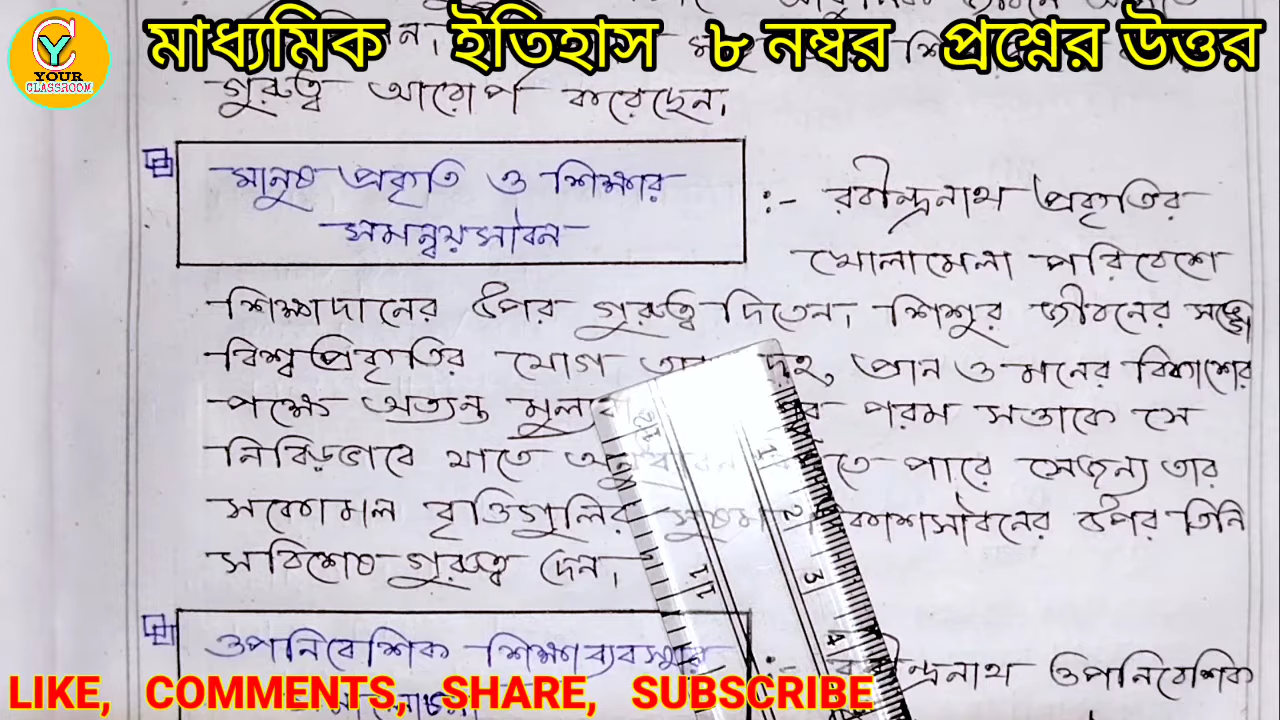 YOUR
CLASSROOM
মাধ্যমিক ইতিহাস ৮ নম্বর প্রশ্নের উত্তর
গুরুত্ব আরোপ করেছেন।
মানুষ প্রকৃতি ও শিক্ষার
সমন্বয়সাধন
:- রবীন্দ্রনাথ প্রকৃতির
খোলামেলা পরিবেশে
শিক্ষাদানের উপর গুরুত্ব দিতেন। শিশুর জীবনের সঙ্গে
বিশ্বপ্রকৃতির যোগ দেহ, প্রান ও মনের বিকাশের
পক্ষে অত্যন্ত পরম সত্তাকে সে
নিবিড়ভাবে যাতে পারে সেজন্য তার
সকোমল বৃত্তিগুলির বিকাশসাধনের উপর তিনি
সবিশেষ গুরুত্ব দেন।
ঔপনিবেশিক শিক্ষাব্যবস্থার
:- রবীন্দ্রনাথ ঔপনিবেশিক
LIKE, COMMENTS, SHARE, SUBSCRIBE